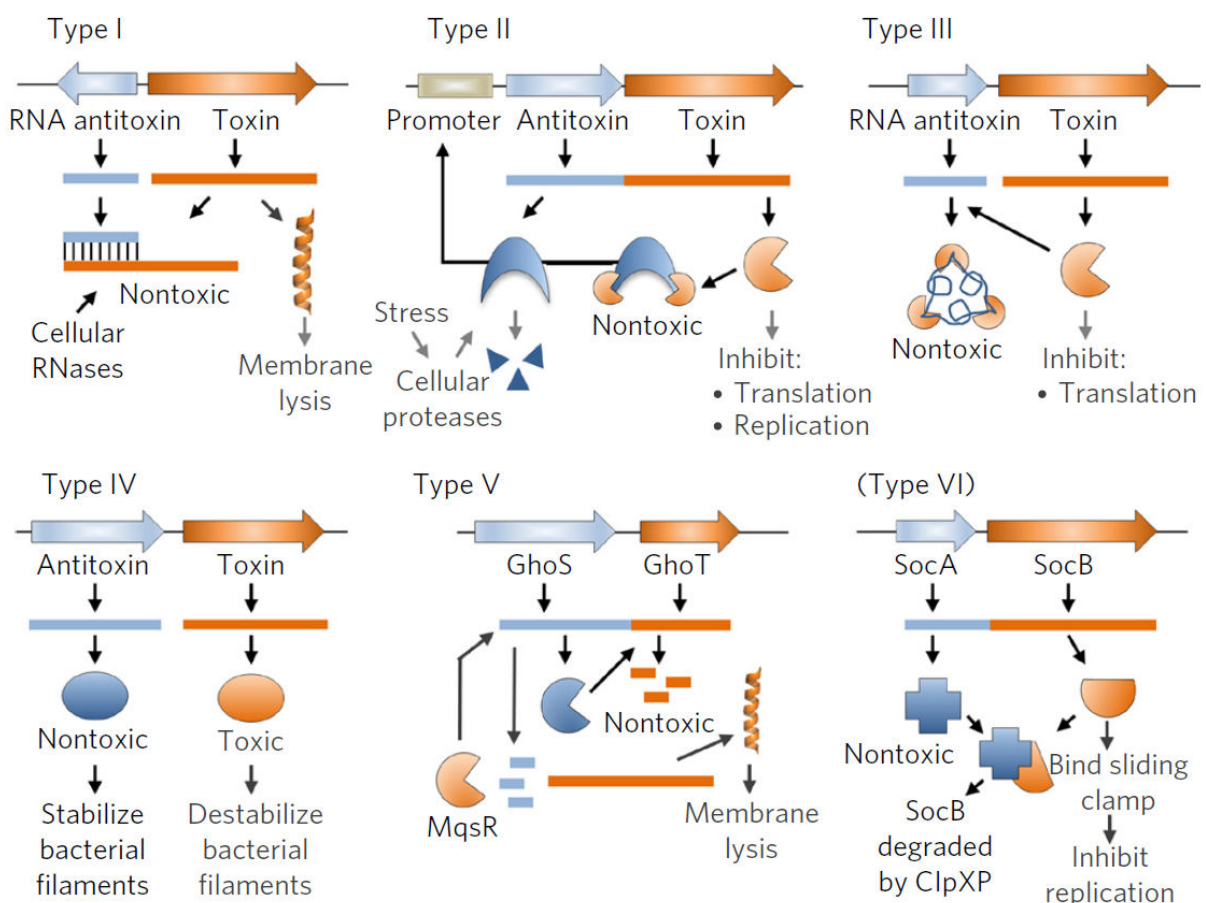 Type I
RNA antitoxin Toxin
Nontoxic
Cellular
RNases
Membrane
lysis
Type II
Promoter Antitoxin Toxin
Stress
Cellular
proteases
Nontoxic
Inhibit:
• Translation
• Replication
Type III
RNA antitoxin Toxin
Nontoxic
Inhibit:
• Translation
Type IV
Antitoxin Toxin
Nontoxic Toxic
Stabilize
bacterial
filaments
Destabilize
bacterial
filaments
Type V
GhoS GhoT
Nontoxic
MqsR
Membrane
lysis
(Type VI)
SocA SocB
Nontoxic
SocB
degraded
by ClpXP
Bind sliding
clamp
Inhibit
replication